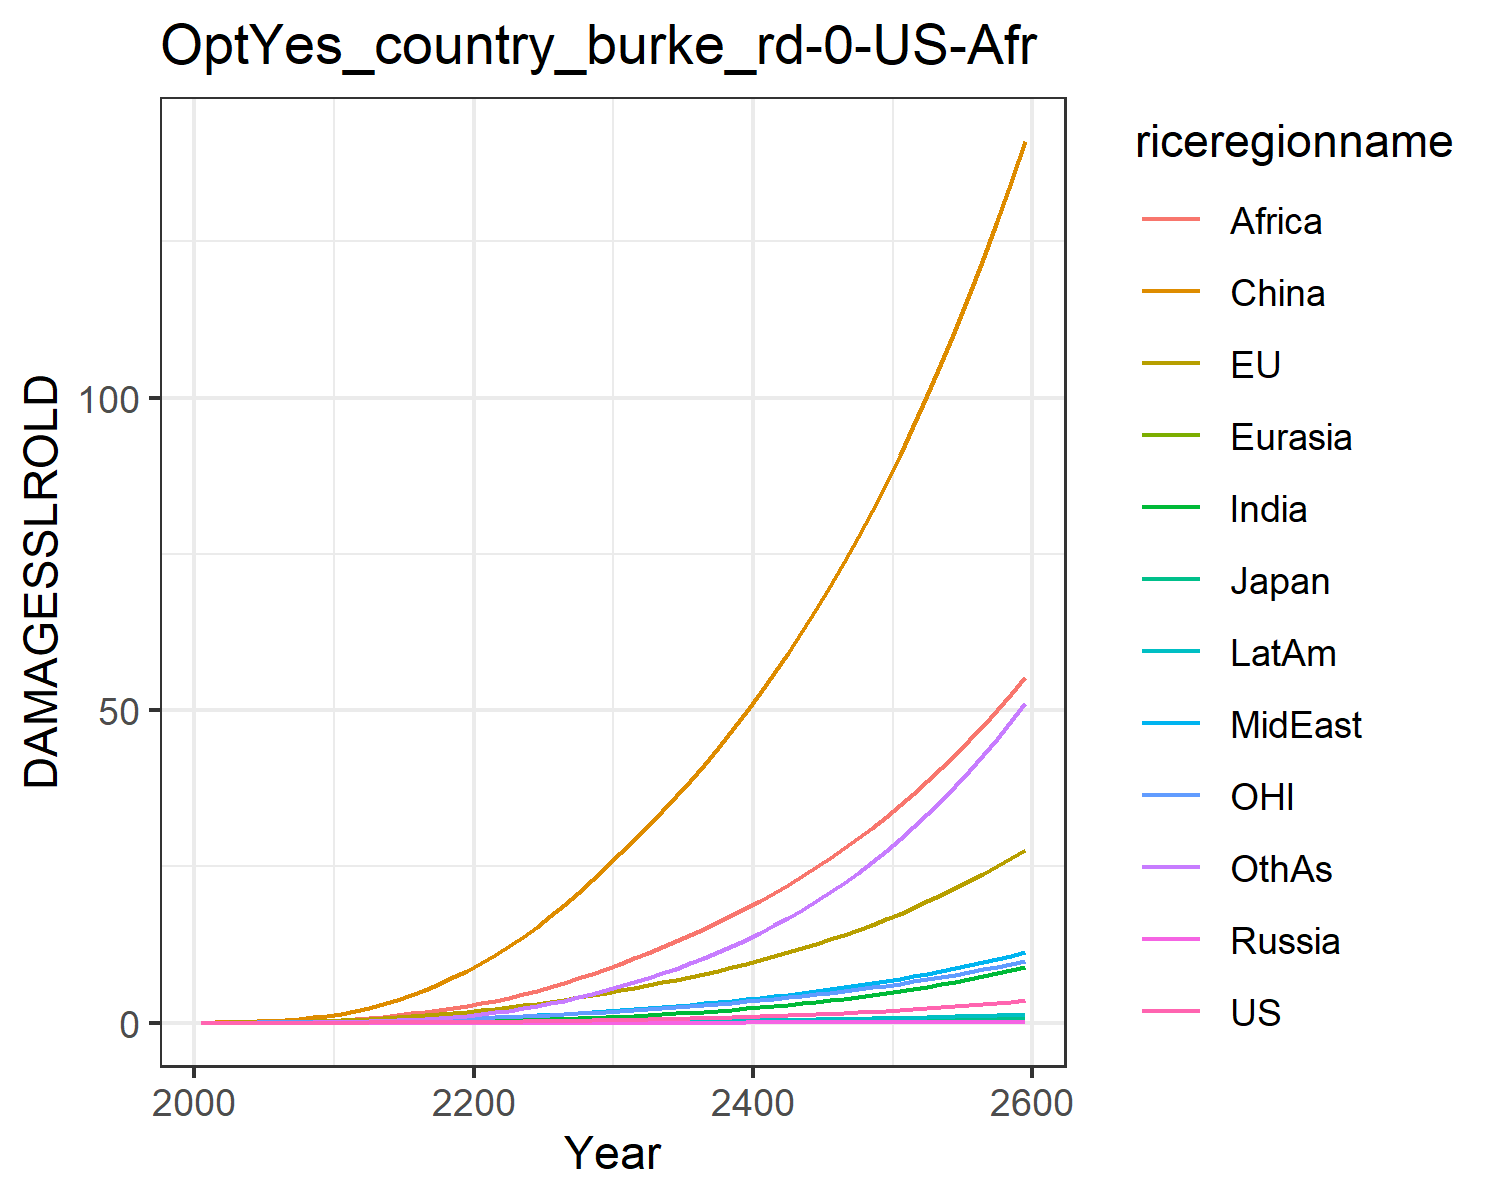 OptYes_country_burke_rd-0-US-Afr
DAMAGESSLROLD
100
50
0
2000
2200
2400
2600
Year
riceregionname
Africa
China
EU
Eurasia
India
Japan
LatAm
MidEast
OHI
OthAs
Russia
US